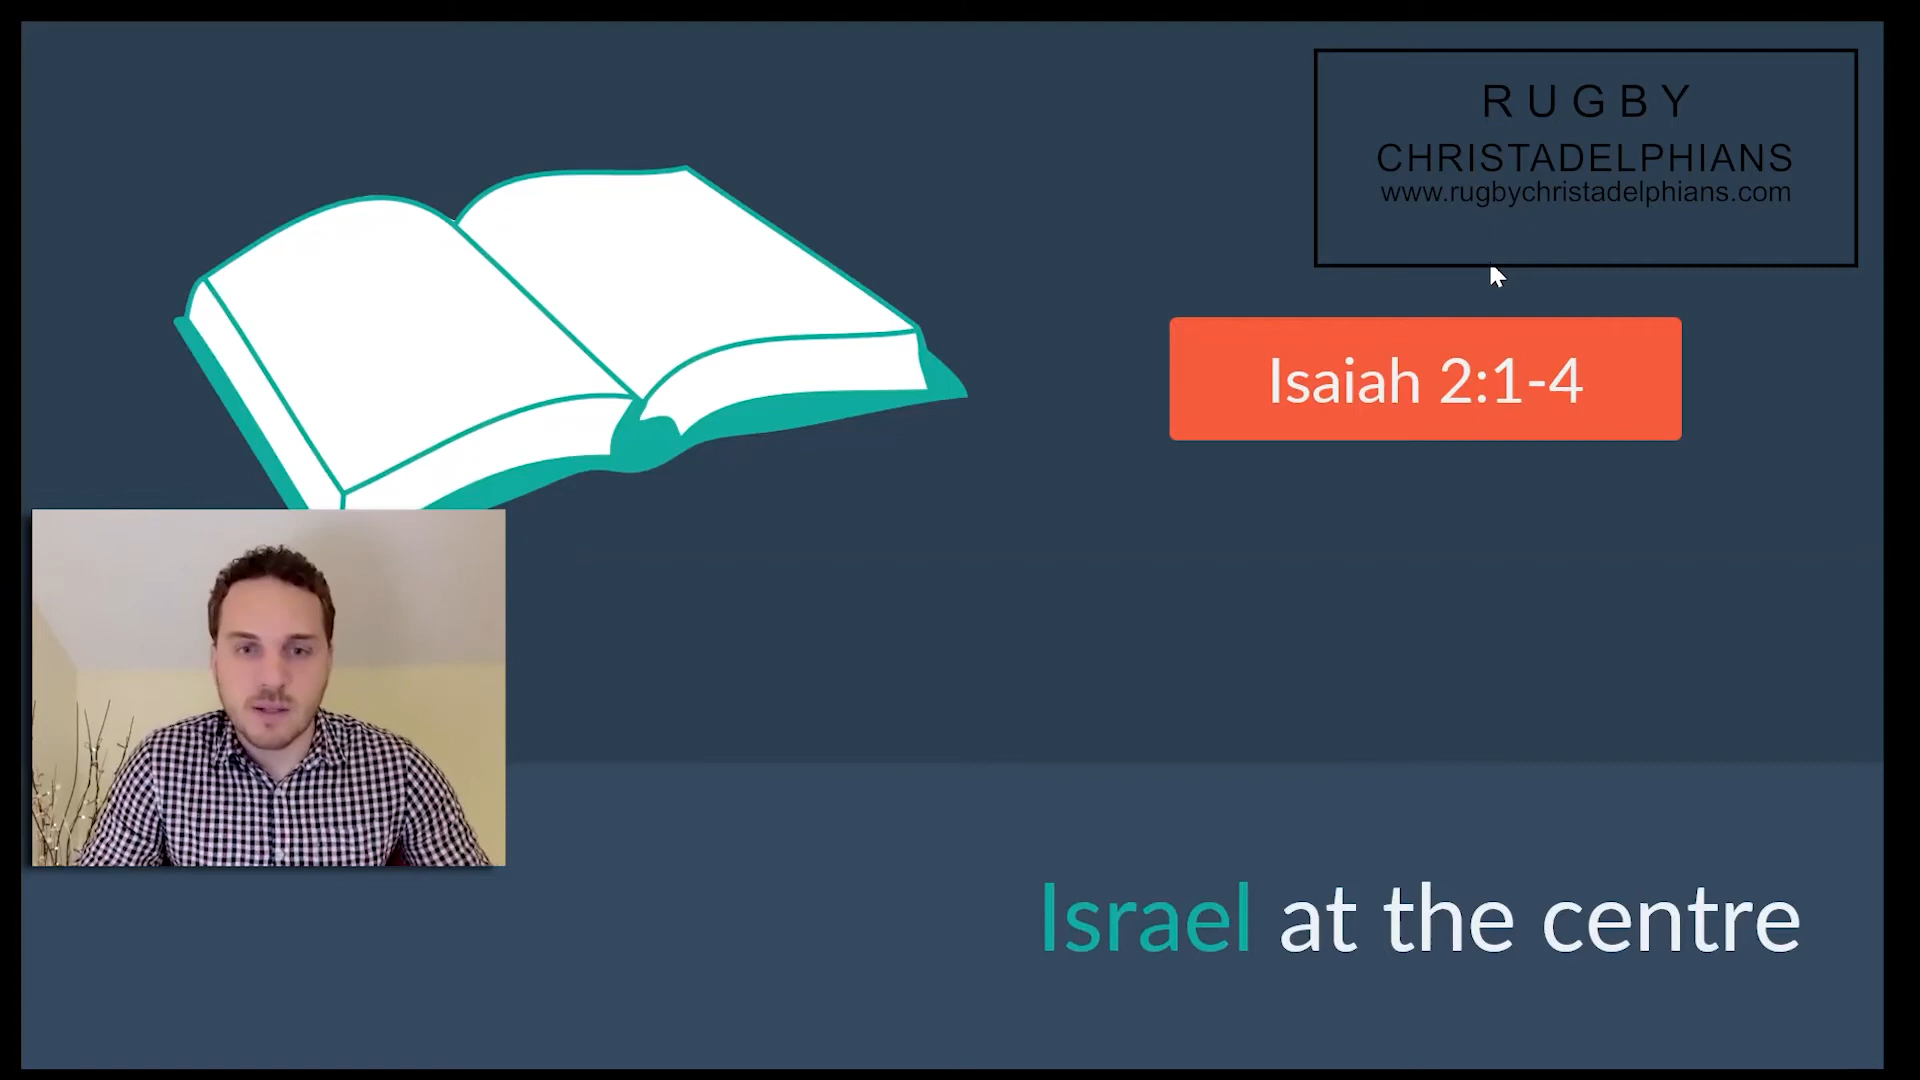 RUGBY
CHRISTADELPHIANS
www.rugbychristadelphians.com
Isaiah 2:1-4
Israel at the centre